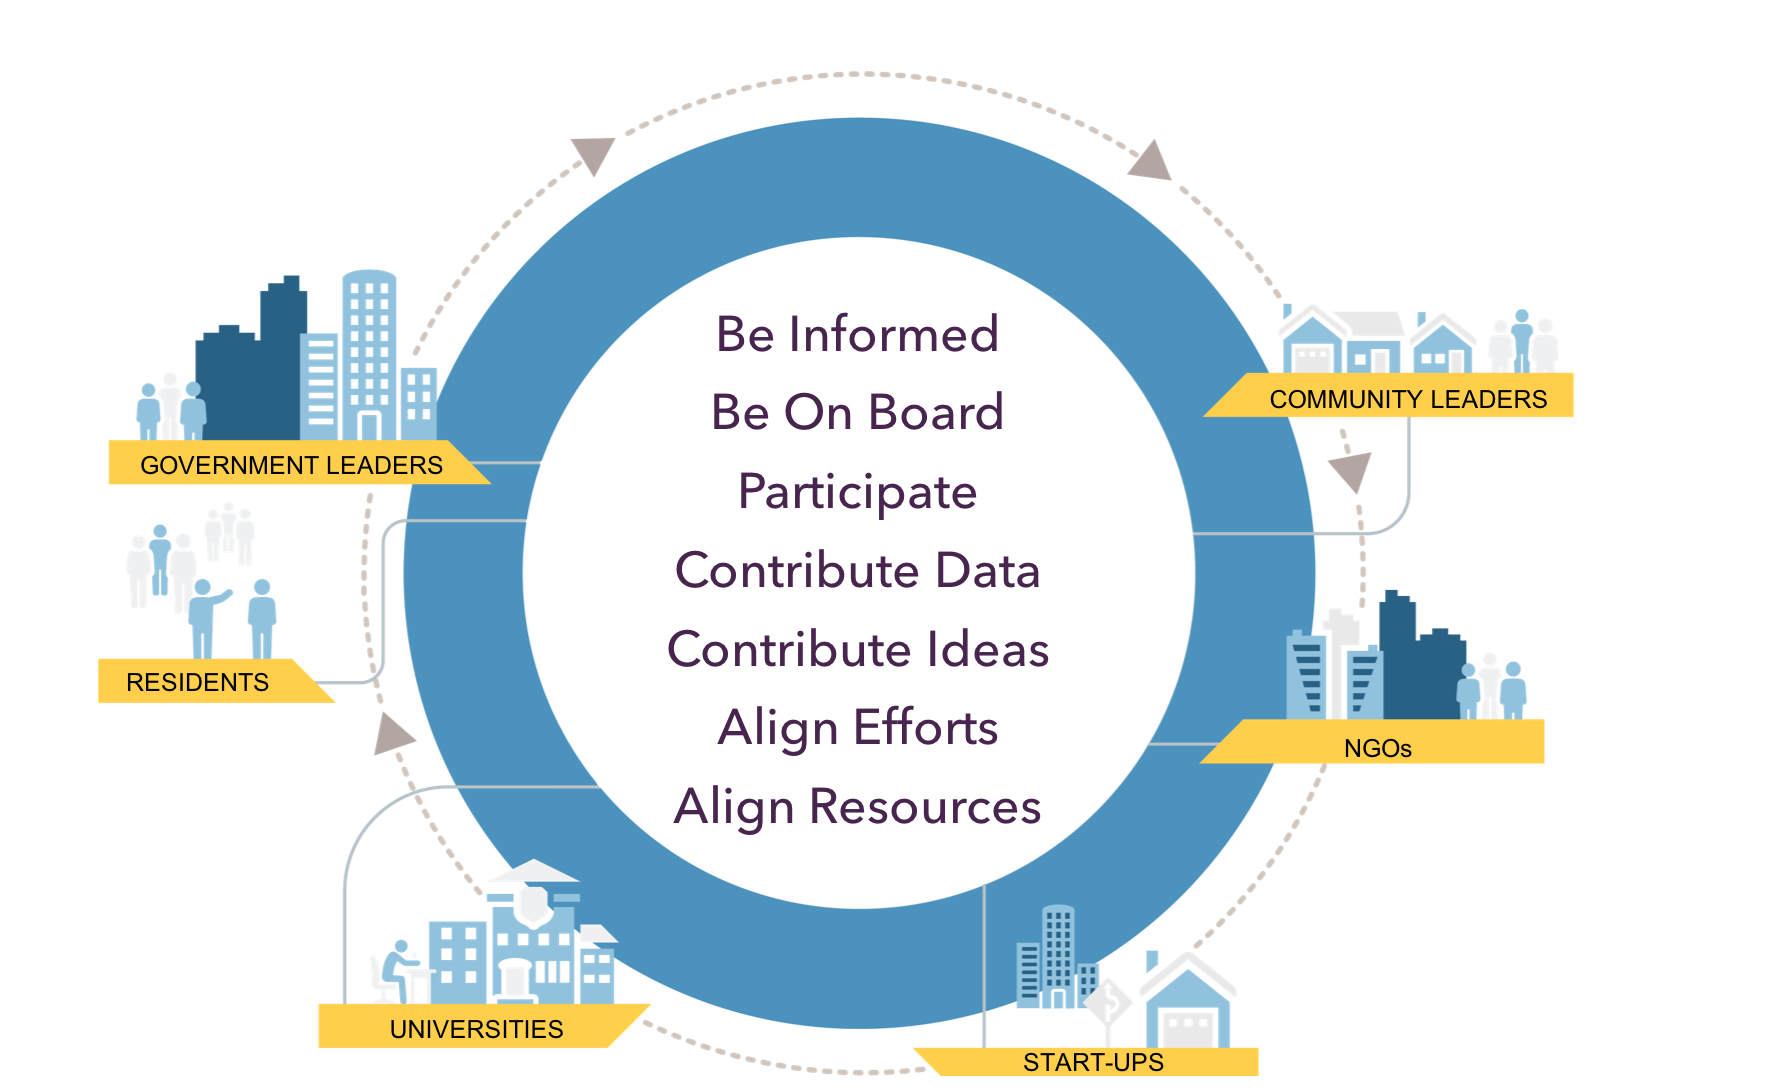 Be Informed
Be On Board
Participate
Contribute Data
Contribute Ideas
Align Efforts
Align Resources
GOVERNMENT LEADERS
COMMUNITY LEADERS
RESIDENTS
NGOs
UNIVERSITIES
$
START-UPS